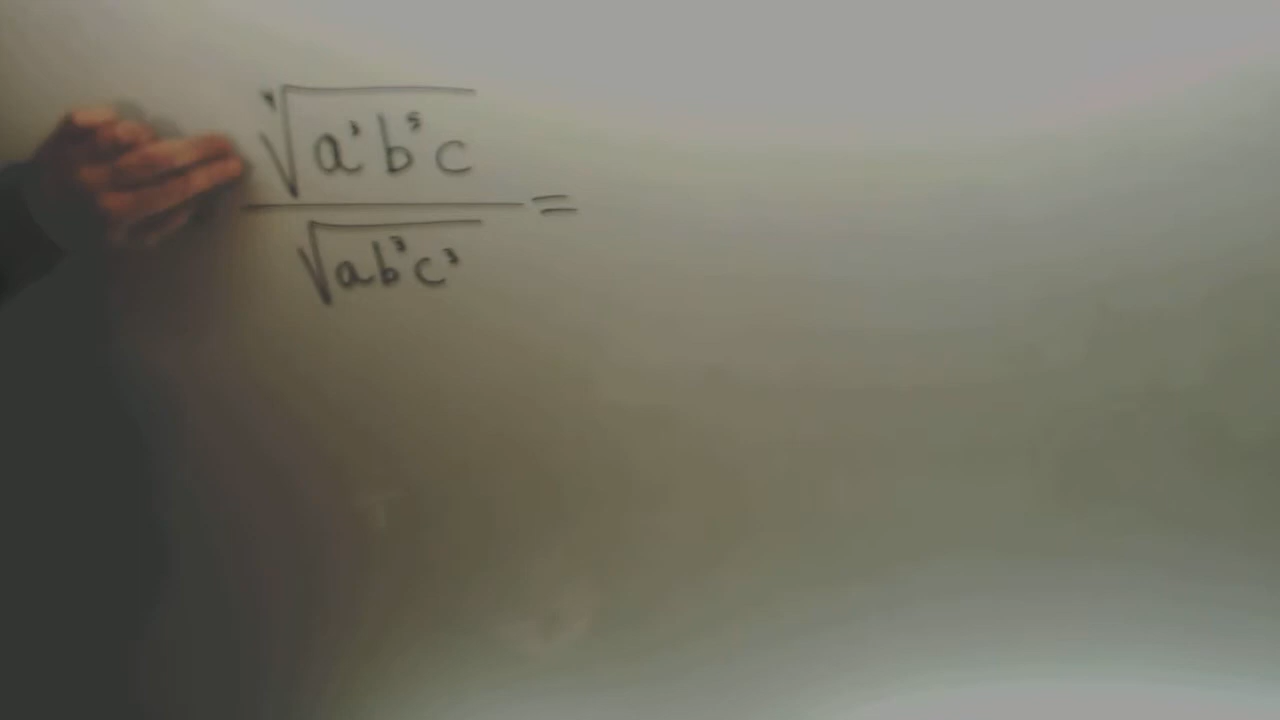 ⁴√(a³b⁵c)
/ √(ab³c³) =